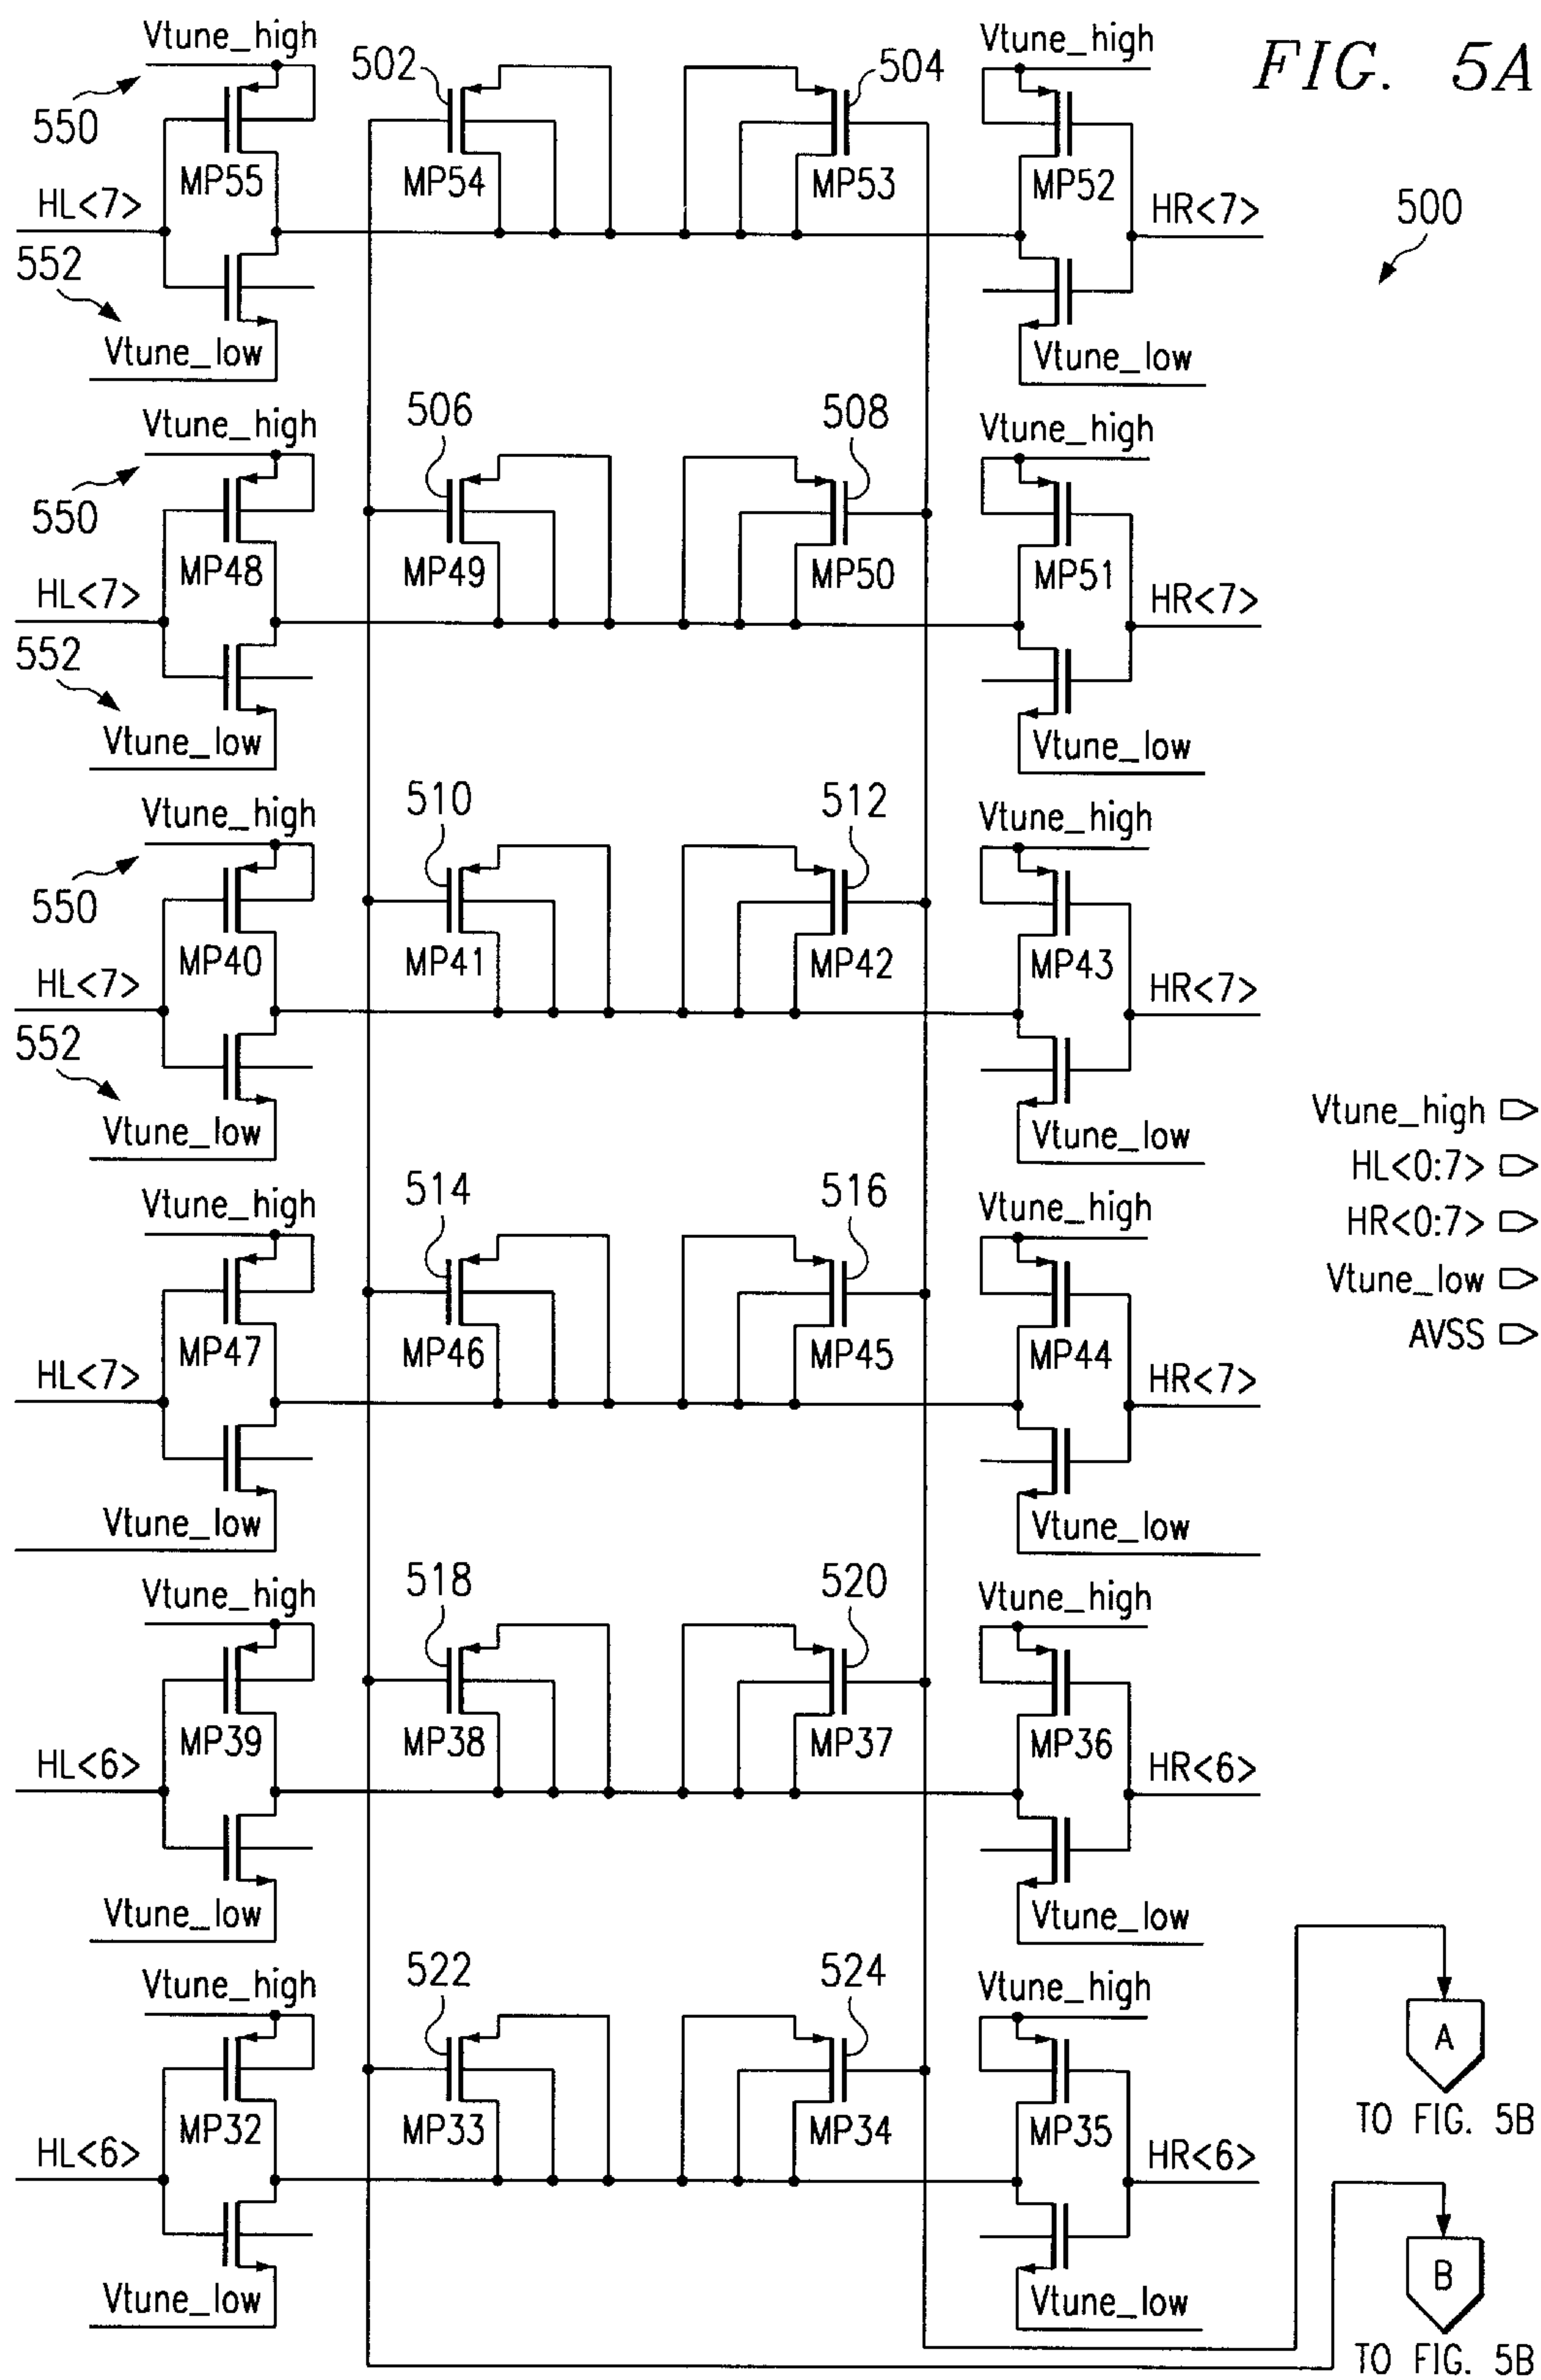 FIG. 5A
500
Vtune_high
502
504
Vtune_high
550
MP55
MP54
MP53
MP52
HL<7>
HR<7>
552
Vtune_low
Vtune_low
Vtune_high
506
508
Vtune_high
550
MP48
MP49
MP50
MP51
HL<7>
HR<7>
552
Vtune_low
Vtune_low
Vtune_high
510
512
Vtune_high
550
MP40
MP41
MP42
MP43
HL<7>
HR<7>
552
Vtune_low
Vtune_low
Vtune_high
HL<0:7>
HR<0:7>
Vtune_low
AVSS
Vtune_high
514
516
Vtune_high
MP47
MP46
MP45
MP44
HL<7>
HR<7>
Vtune_low
Vtune_low
Vtune_high
518
520
Vtune_high
MP39
MP38
MP37
MP36
HL<6>
HR<6>
Vtune_low
Vtune_low
Vtune_high
522
524
Vtune_high
MP32
MP33
MP34
MP35
HL<6>
HR<6>
Vtune_low
Vtune_low
A
TO FIG. 5B
B
TO FIG. 5B